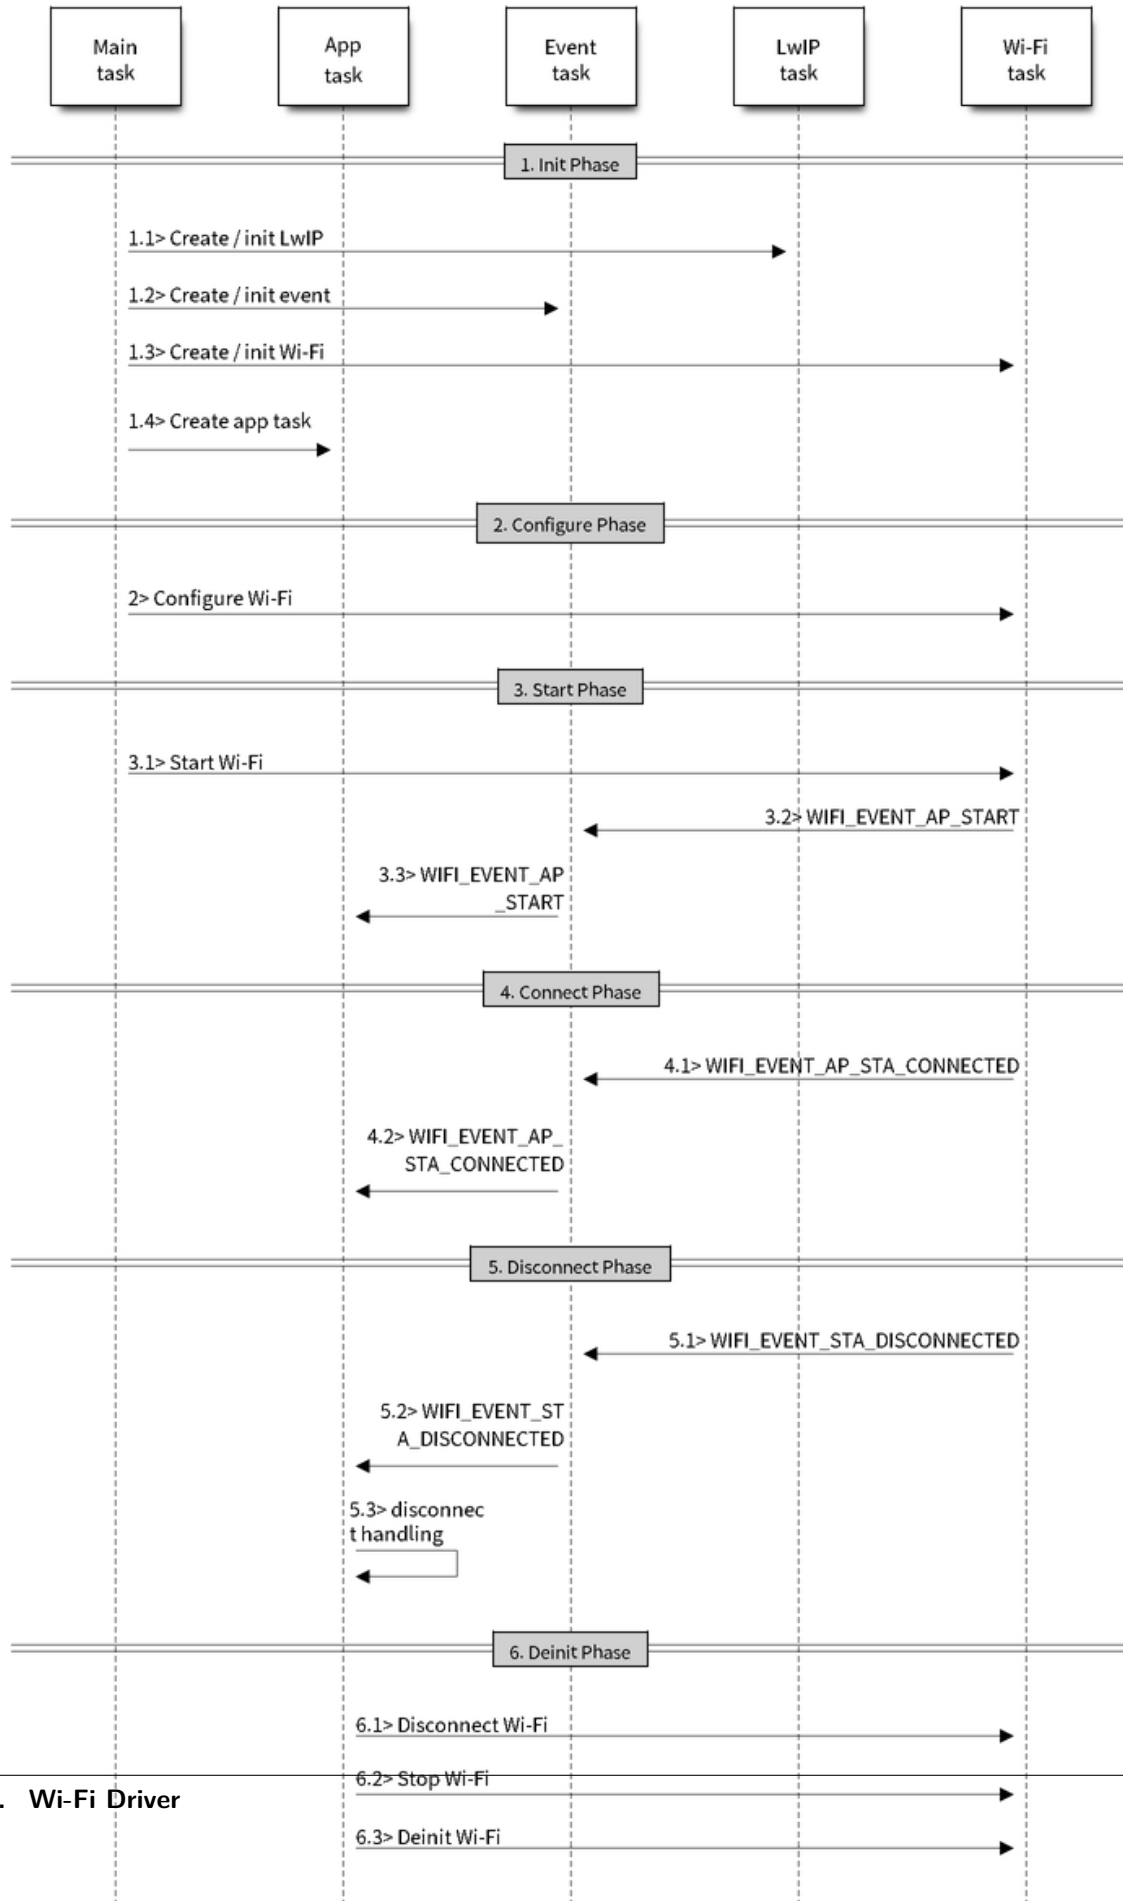 Main
task
App
task
Event
task
LwIP
task
Wi-Fi
task
1. Init Phase
1.1> Create / init LwIP
1.2> Create / init event
1.3> Create / init Wi-Fi
1.4> Create app task
2. Configure Phase
2> Configure Wi-Fi
3. Start Phase
3.1> Start Wi-Fi
3.2> WIFI_EVENT_AP_START
3.3> WIFI_EVENT_AP
_START
4. Connect Phase
4.1> WIFI_EVENT_AP_STA_CONNECTED
4.2> WIFI_EVENT_AP_
STA_CONNECTED
5. Disconnect Phase
5.1> WIFI_EVENT_STA_DISCONNECTED
5.2> WIFI_EVENT_ST
A_DISCONNECTED
5.3> disconnec
t handling
6. Deinit Phase
6.1> Disconnect Wi-Fi
6.2> Stop Wi-Fi
. Wi-Fi Driver
6.3> Deinit Wi-Fi